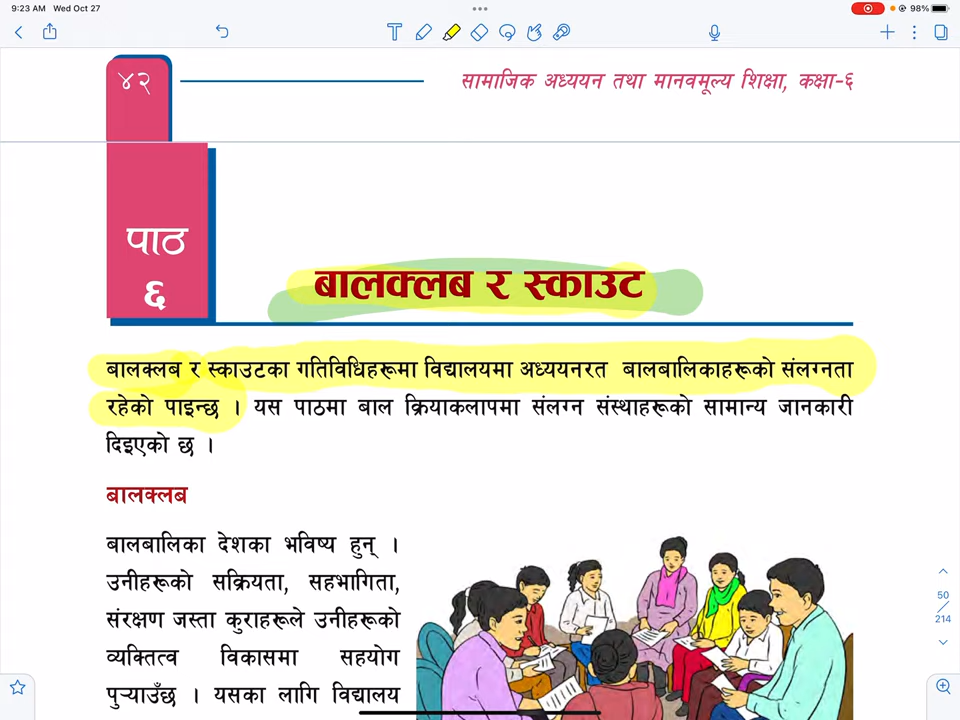 9:23 AM Wed Oct 27
98%
४२
सामाजिक अध्ययन तथा मानवमूल्य शिक्षा, कक्षा-६
पाठ
६
बालक्लब र स्काउट
बालक्लब र स्काउटका गतिविधिहरूमा विद्यालयमा अध्ययनरत बालबालिकाहरूको संलग्नता
रहेको पाइन्छ । यस पाठमा बाल क्रियाकलापमा संलग्न संस्थाहरूको सामान्य जानकारी
दिइएको छ ।
बालक्लब
बालबालिका देशका भविष्य हुन् ।
उनीहरूको सक्रियता, सहभागिता,
संरक्षण जस्ता कुराहरूले उनीहरूको
व्यक्तित्व विकासमा सहयोग
पुऱ्याउँछ । यसका लागि विद्यालय
50
214